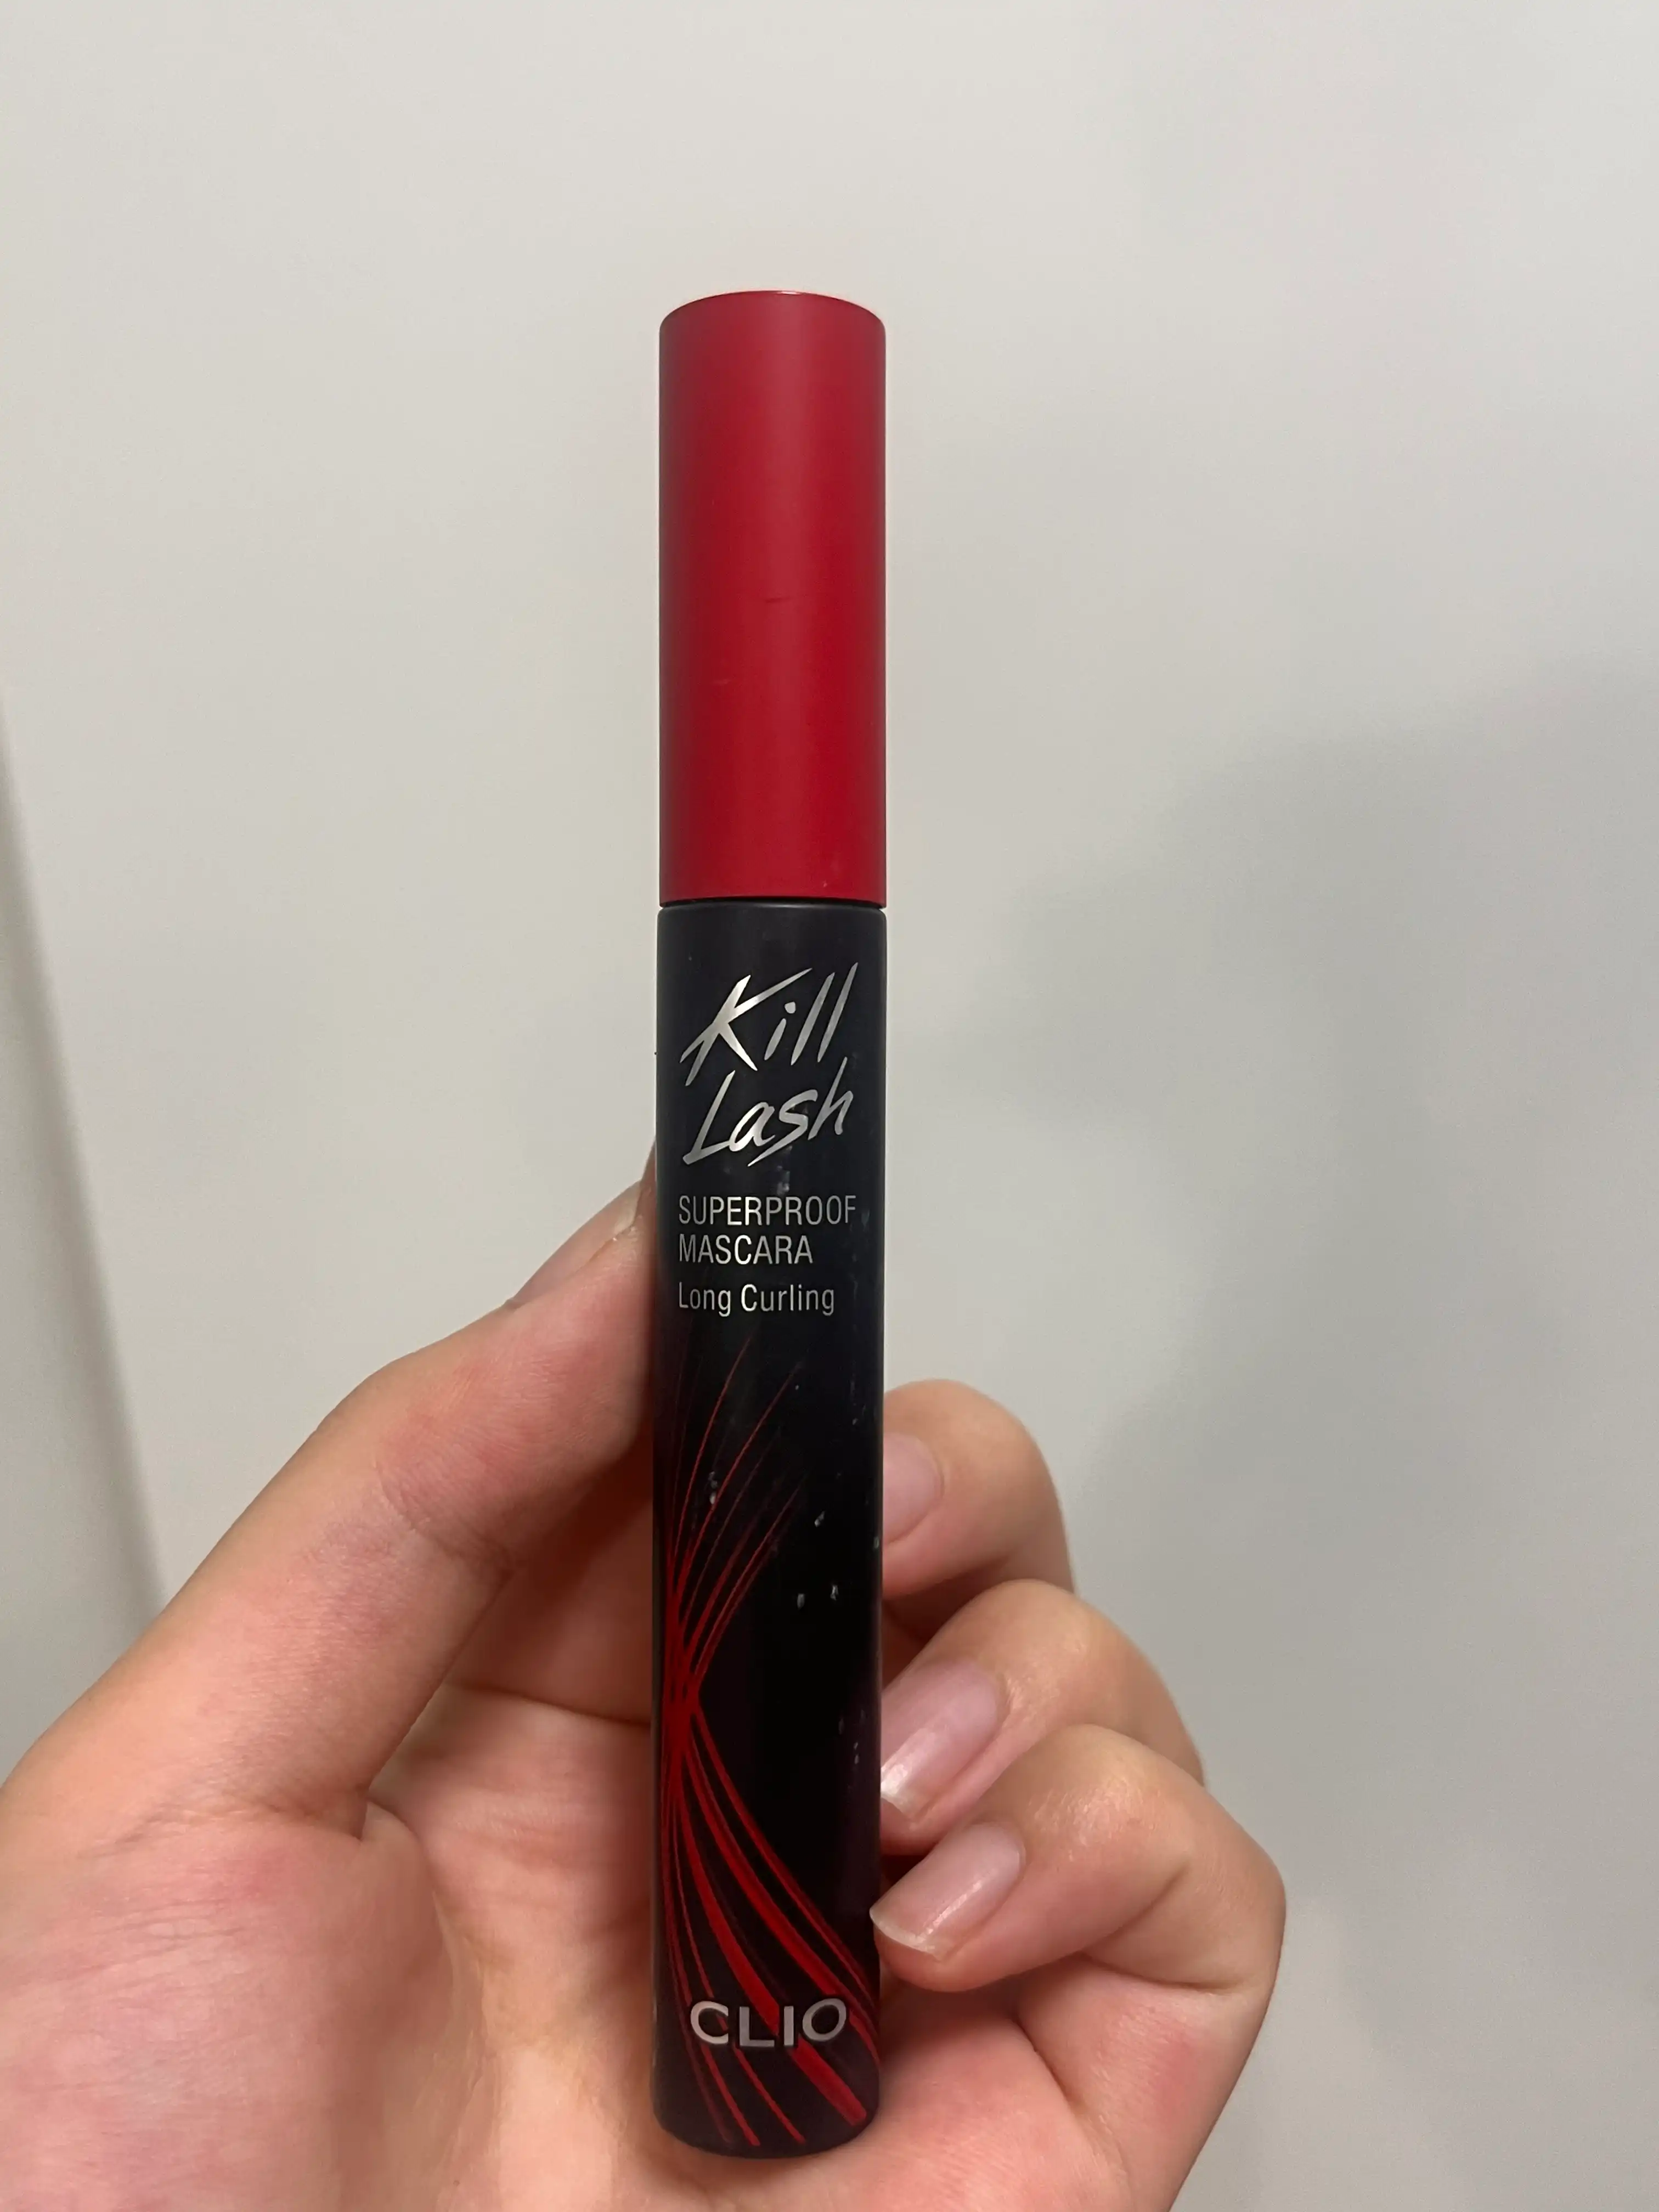 Kill
Lash
SUPERPROOF
MASCARA
Long Curling
CLIO